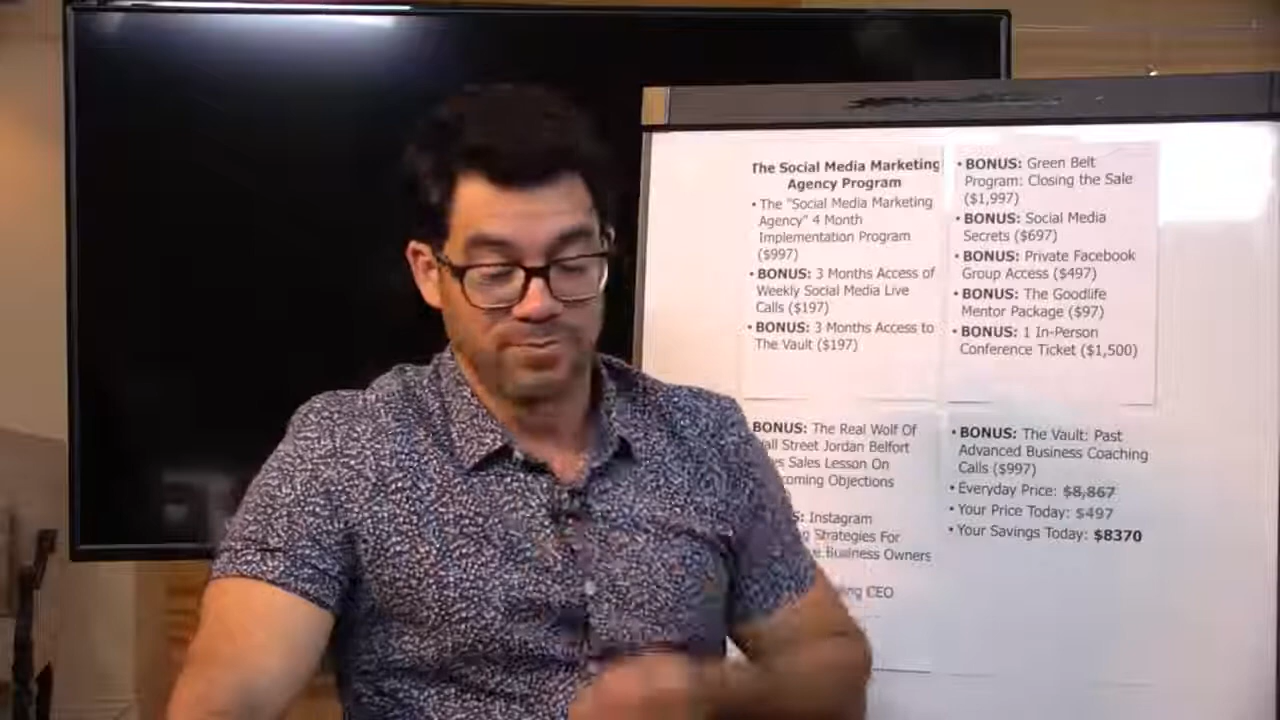 The Social Media Marketing
Agency Program
• The "Social Media Marketing
Agency" 4 Month
Implementation Program
($997)
• BONUS: 3 Months Access of
Weekly Social Media Live
Calls ($197)
• BONUS: 3 Months Access to
The Vault ($197)
• BONUS: Green Belt
Program: Closing the Sale
($1,997)
• BONUS: Social Media
Secrets ($697)
• BONUS: Private Facebook
Group Access ($497)
• BONUS: The Goodlife
Mentor Package ($97)
• BONUS: 1 In-Person
Conference Ticket ($1,500)
BONUS: The Real Wolf Of
Street Jordan Belfort
Sales Lesson On
Objections
Instagram
Strategies For
Business Owners
CEO
• BONUS: The Vault: Past
Advanced Business Coaching
Calls ($997)
• Everyday Price: $8,867
• Your Price Today: $497
• Your Savings Today: $8370